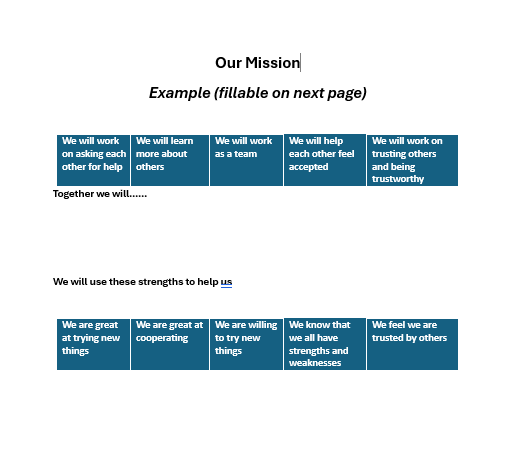 Our Mission
Example (fillable on next page)
We will work
on asking each
other for help
We will learn
more about
others
We will work
as a team
We will help
each other feel
accepted
We will work on
trusting others
and being
trustworthy
Together we will......
We will use these strengths to help us
We are great
at trying new
things
We are great at
cooperating
We are willing
to try new
things
We know that
we all have
strengths and
weaknesses
We feel we are
trusted by others